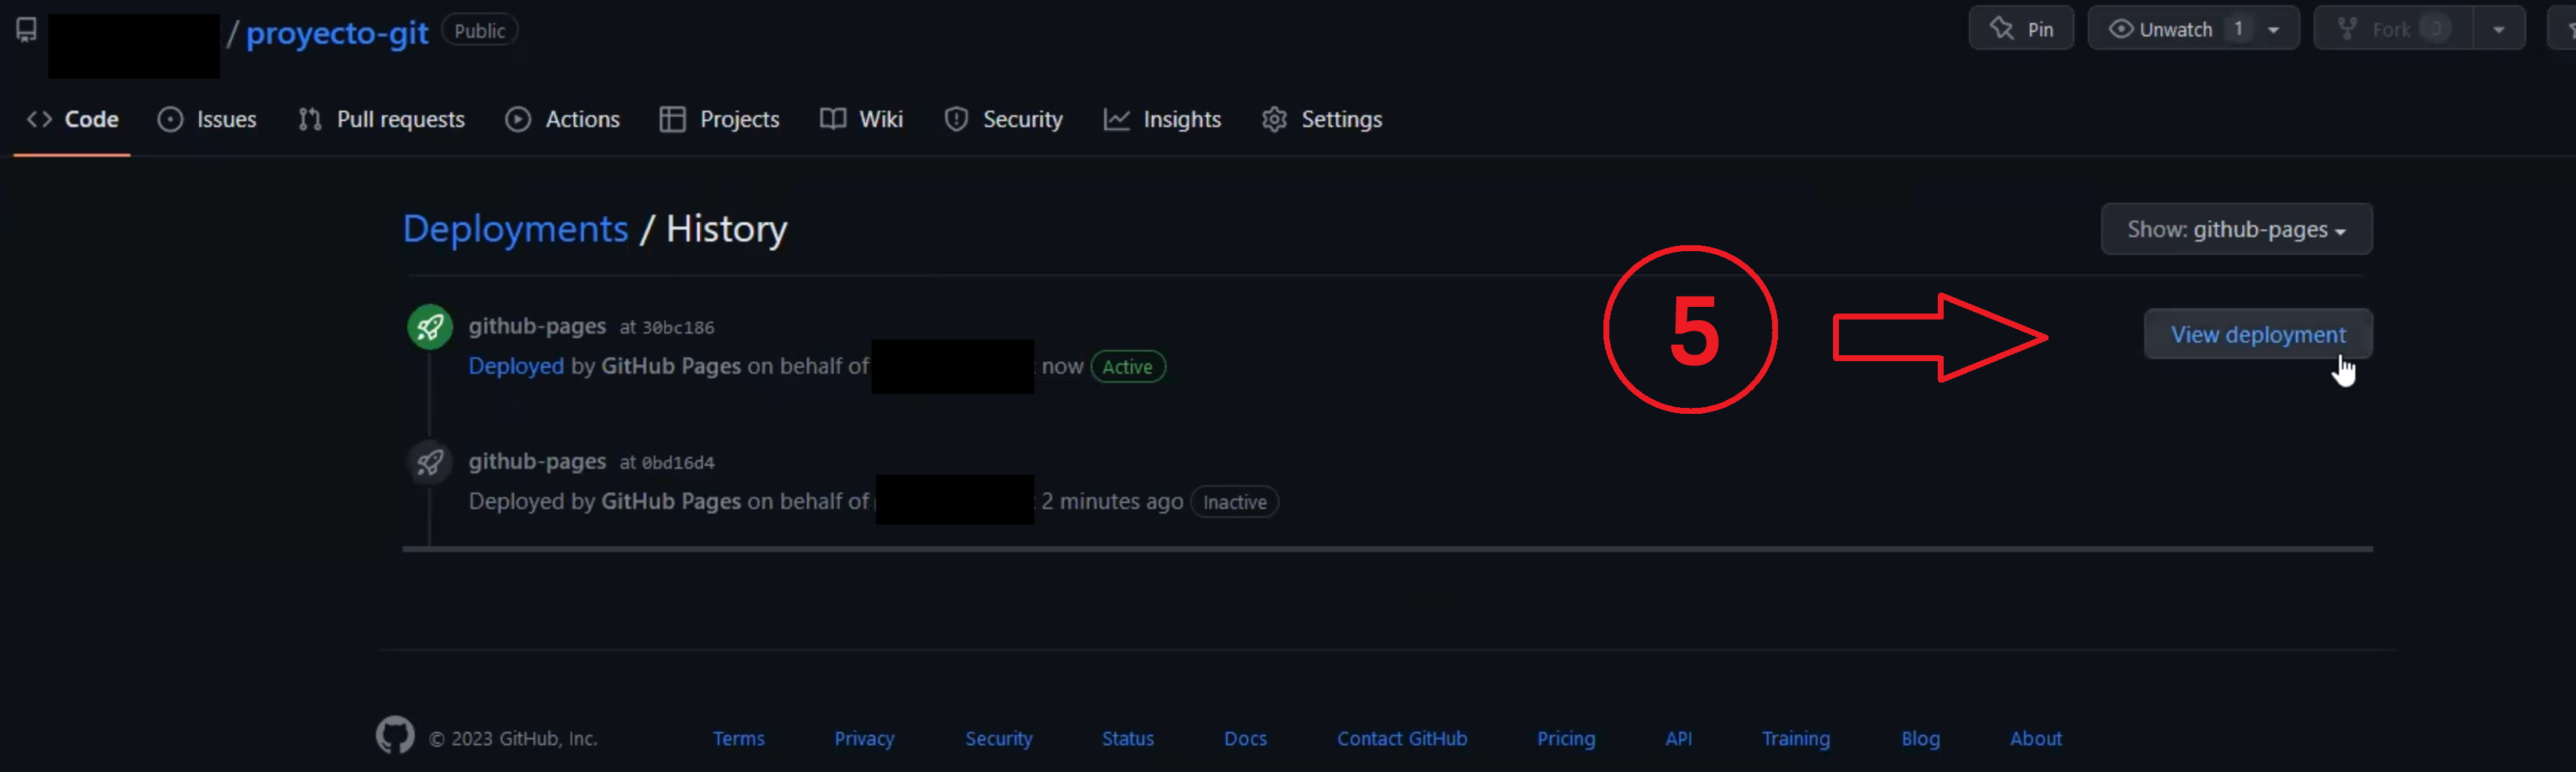 / proyecto-git Public
Pin
Unwatch 1
Fork 0
Code Issues Pull requests Actions Projects Wiki Security Insights Settings
Deployments / History
Show: github-pages
5
View deployment
github-pages at 30bc186
Deployed by GitHub Pages on behalf of now Active
github-pages at 0bd16d4
Deployed by GitHub Pages on behalf of 2 minutes ago Inactive
© 2023 GitHub, Inc. Terms Privacy Security Status Docs Contact GitHub Pricing API Training Blog About